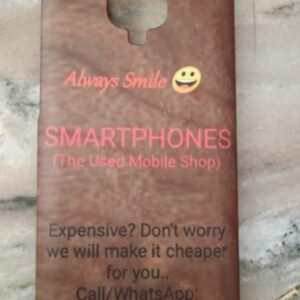 Always Smile 😀
SMARTPHONES
(The Used Mobile Shop)
Expensive? Don't worry
we will make it cheaper
for you..
Call/WhatsApp: